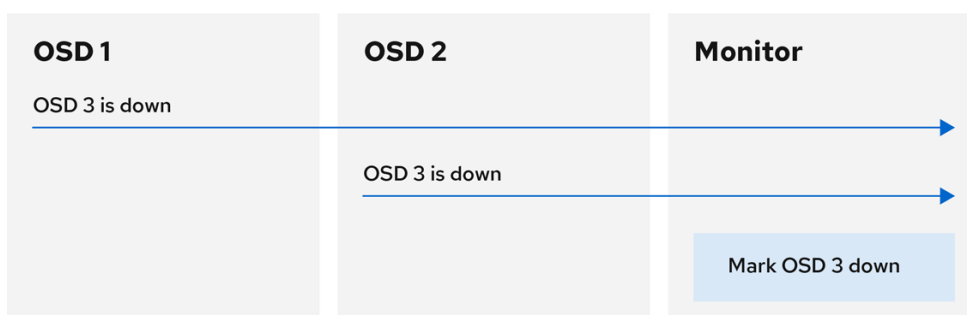 OSD 1
OSD 2
Monitor
OSD 3 is down
OSD 3 is down
Mark OSD 3 down